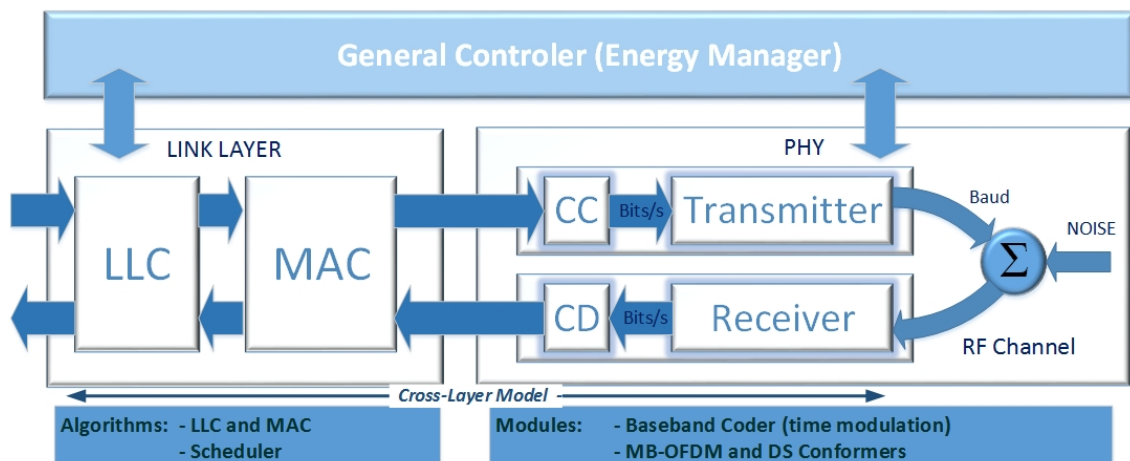 General Controler (Energy Manager)
LINK LAYER
PHY
LLC
MAC
CC
Bits/s
Transmitter
Baud
NOISE
Σ
CD
Bits/s
Receiver
RF Channel
Cross-Layer Model
Algorithms: - LLC and MAC
- Scheduler
Modules: - Baseband Coder (time modulation)
- MB-OFDM and DS Conformers